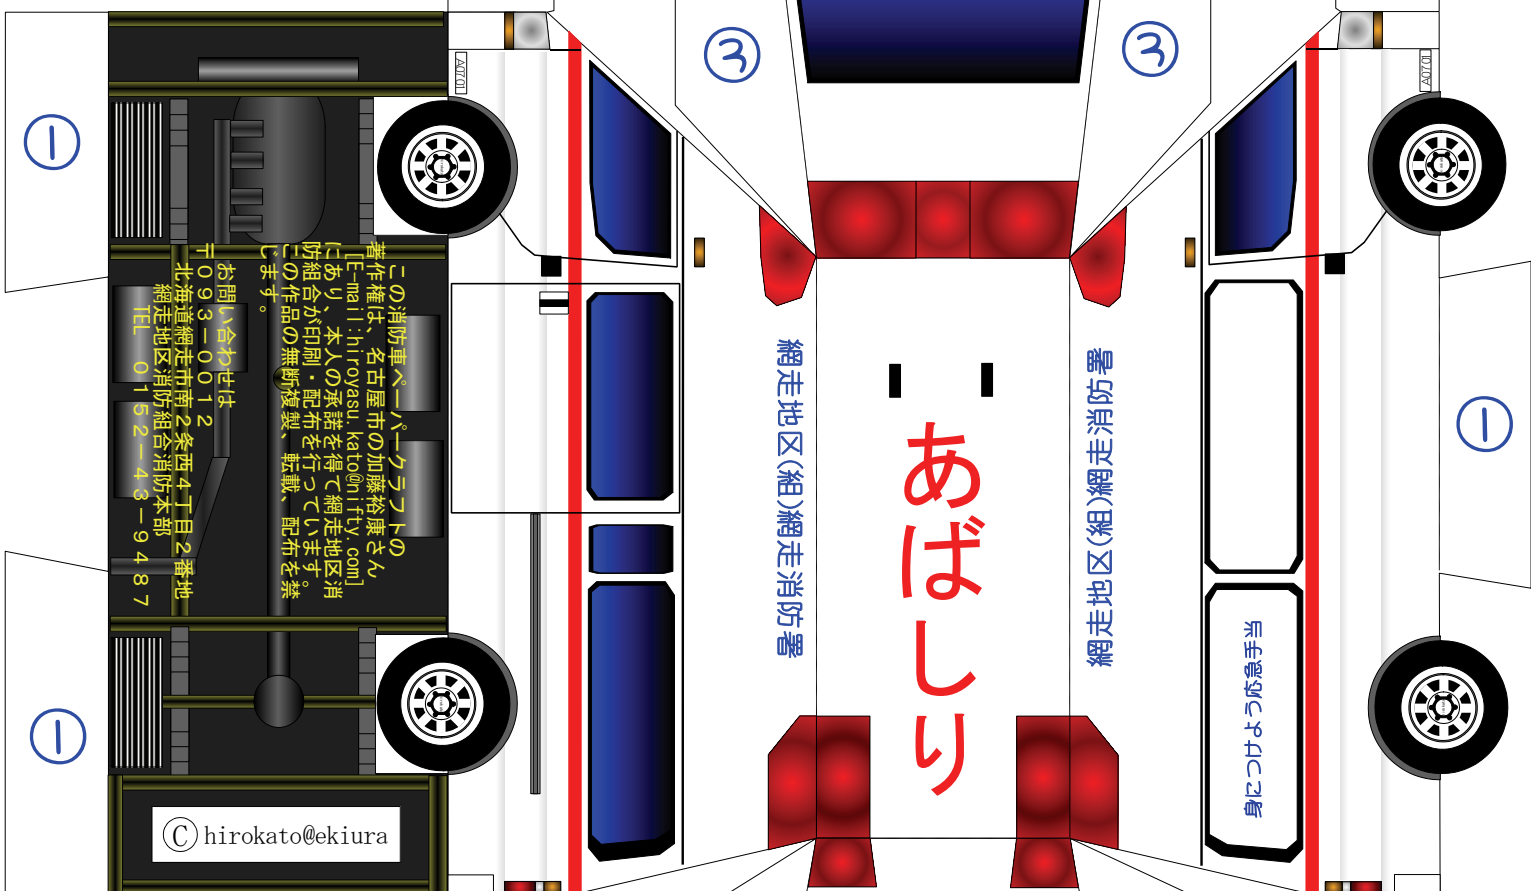 ①
①
①
③
③
A07.01
A07.01
この消防車ペーパークラフトの
著作権は、名古屋市の加藤裕康さん
[E-mail:hiroyasu.kato@nifty.com]
にあり、本人の承諾を得て網走地区消
防組合が印刷・配布を行っています。
この作品の無断複製、転載、配布を禁
じます。
お問い合わせは
〒093-0012
北海道網走市南2条西4丁目2番地
網走地区消防組合消防本部
TEL 0152-43-9487
Ⓒhirokato@ekiura
網走地区(組)網走消防署
あばしり
網走地区(組)網走消防署
身につけよう応急手当